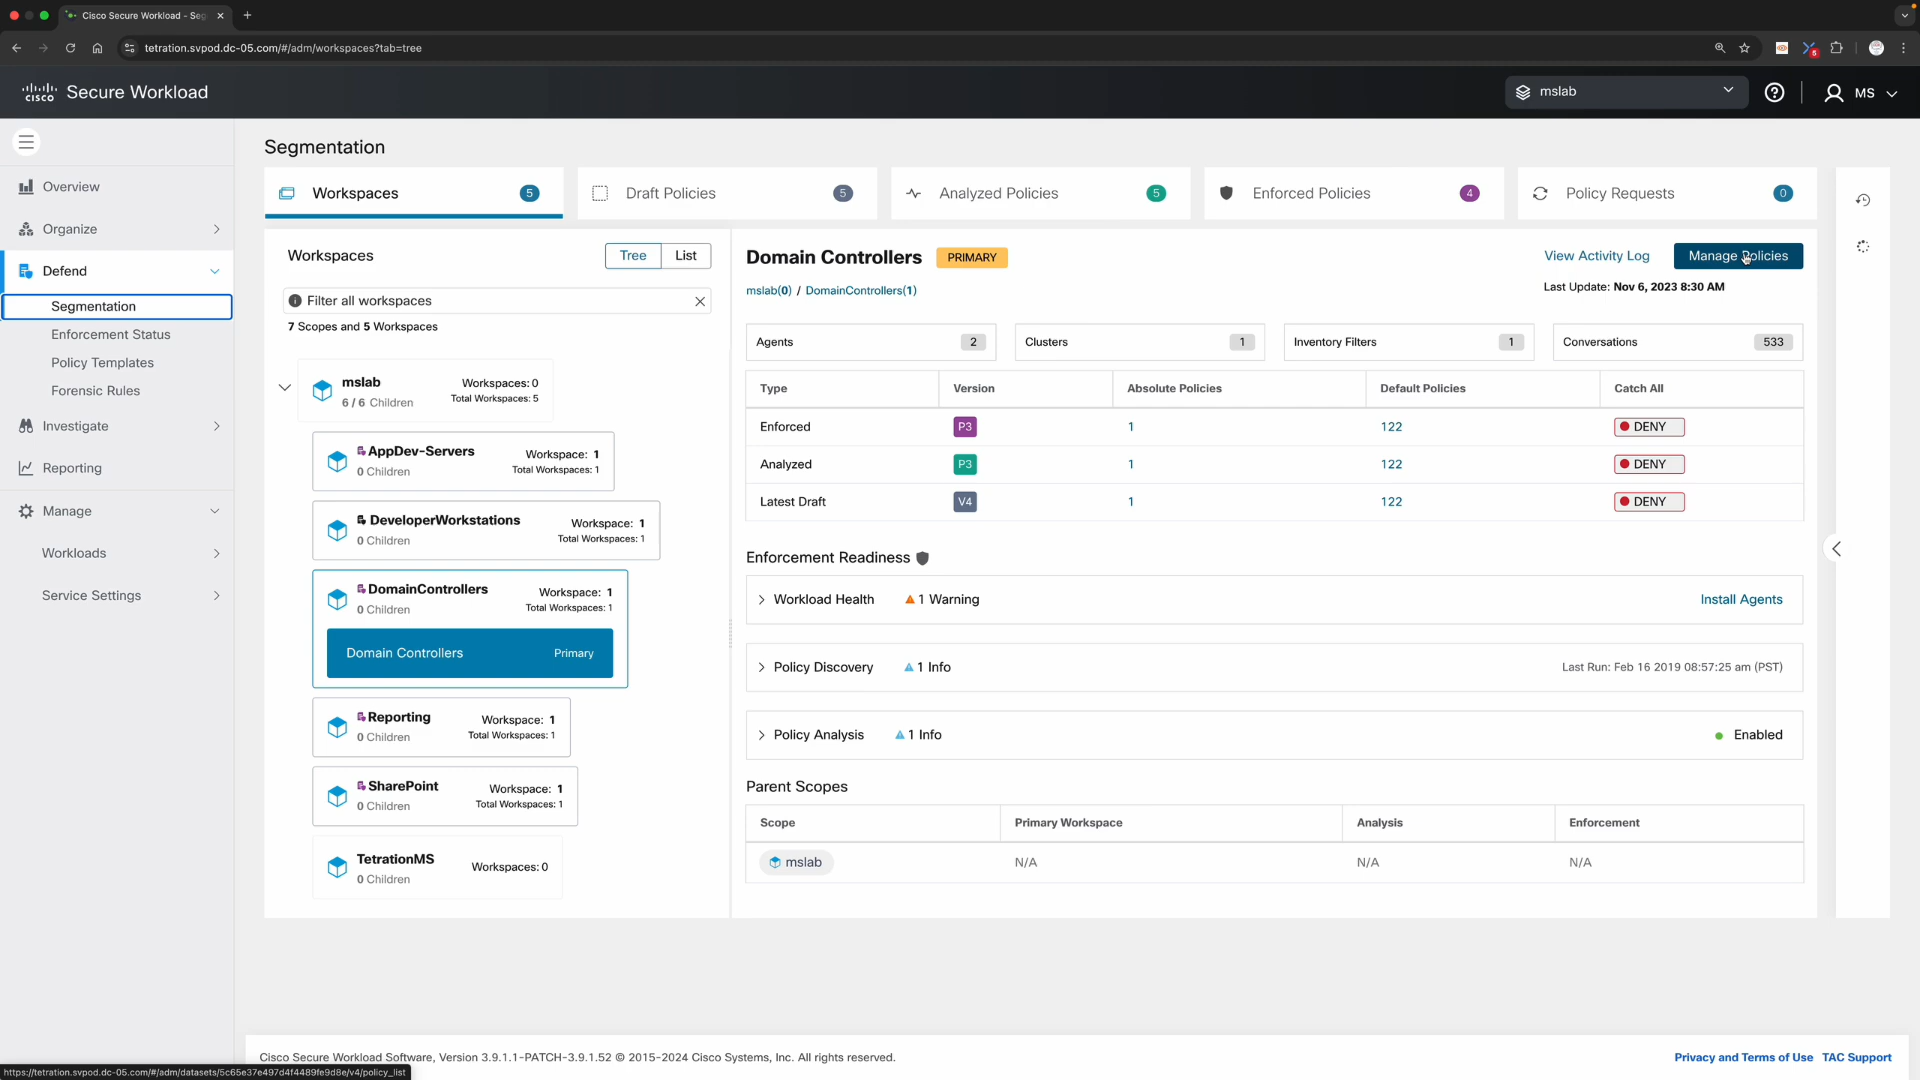 Cisco Secure Workload - Seg
tetration.svpod.dc-05.com/#/adm/workspaces?tab=tree
6
CISCO Secure Workload
mslab
MS
Segmentation
Overview
Organize
Defend
Segmentation
Enforcement Status
Policy Templates
Forensic Rules
Investigate
Reporting
Manage
Workloads
Service Settings
Workspaces 5
Draft Policies 5
Analyzed Policies 5
Enforced Policies 4
Policy Requests 0
Workspaces
Tree List
Filter all workspaces
7 Scopes and 5 Workspaces
mslab Workspaces: 0
6 / 6 Children Total Workspaces: 5
AppDev-Servers Workspace: 1
0 Children Total Workspaces: 1
DeveloperWorkstations Workspace: 1
0 Children Total Workspaces: 1
DomainControllers Workspace: 1
0 Children Total Workspaces: 1
Domain Controllers Primary
Reporting Workspace: 1
0 Children Total Workspaces: 1
SharePoint Workspace: 1
0 Children Total Workspaces: 1
TetrationMS Workspaces: 0
0 Children
Domain Controllers PRIMARY
View Activity Log Manage Policies
mslab(0) / DomainControllers(1)
Last Update: Nov 6, 2023 8:30 AM
Agents 2
Clusters 1
Inventory Filters 1
Conversations 533
Type Version Absolute Policies Default Policies Catch All
Enforced P3 1 122 DENY
Analyzed P3 1 122 DENY
Latest Draft V4 1 122 DENY
Enforcement Readiness
Workload Health 1 Warning Install Agents
Policy Discovery 1 Info Last Run: Feb 16 2019 08:57:25 am (PST)
Policy Analysis 1 Info Enabled
Parent Scopes
Scope Primary Workspace Analysis Enforcement
mslab N/A N/A N/A
Cisco Secure Workload Software, Version 3.9.1.1-PATCH-3.9.1.52 © 2015-2024 Cisco Systems, Inc. All rights reserved.
Privacy and Terms of Use TAC Support
https://tetration.svpod.dc-05.com/#/adm/datasets/5c65e37e497d4f4489fe9d8e/v4/policy_list